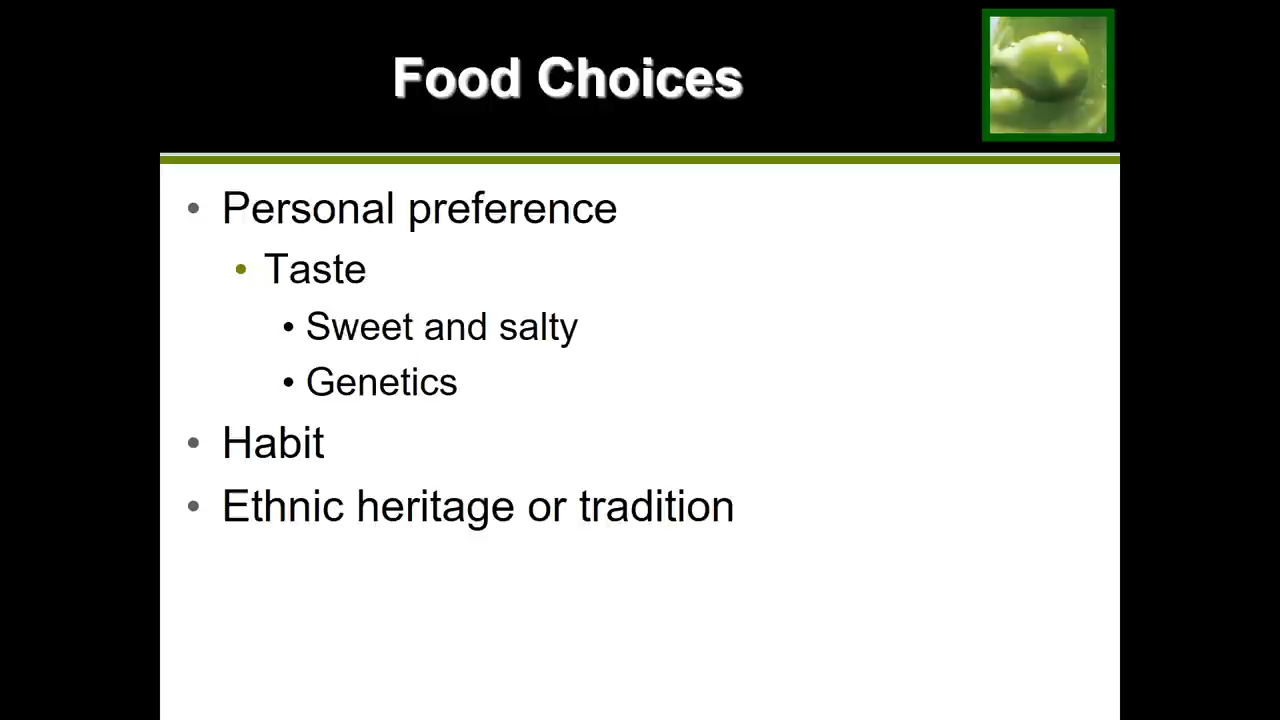 Food Choices
• Personal preference
• Taste
• Sweet and salty
• Genetics
• Habit
• Ethnic heritage or tradition